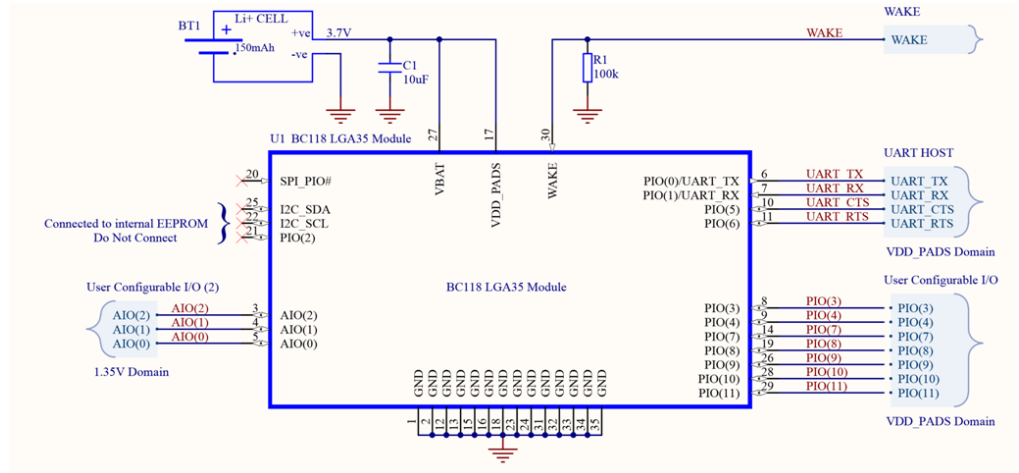 WAKE
BT1
Li+ CELL
+
+ve
3.7V
150mAh
-ve
C1
10uF
R1
100k
WAKE
WAKE
27
17
30
U1 BC118 LGA35 Module
VBAT
VDD_PADS
WAKE
20
SPI_PIO#
25
I2C_SDA
22
I2C_SCL
21
PIO(2)
Connected to internal EEPROM
Do Not Connect
UART HOST
PIO(0)/UART_TX
6
UART_TX
UART_TX
PIO(1)/UART_RX
7
UART_RX
UART_RX
PIO(5)
10
UART_CTS
UART_CTS
PIO(6)
11
UART_RTS
UART_RTS
VDD_PADS Domain
User Configurable I/O (2)
AIO(2)
AIO(2)
3
AIO(2)
AIO(1)
AIO(1)
4
AIO(1)
AIO(0)
AIO(0)
5
AIO(0)
1.35V Domain
BC118 LGA35 Module
User Configurable I/O
PIO(3)
8
PIO(3)
PIO(3)
PIO(4)
9
PIO(4)
PIO(4)
PIO(7)
14
PIO(7)
PIO(7)
PIO(8)
19
PIO(8)
PIO(8)
PIO(9)
26
PIO(9)
PIO(9)
PIO(10)
28
PIO(10)
PIO(10)
PIO(11)
29
PIO(11)
PIO(11)
VDD_PADS Domain
GND GND GND GND GND GND GND GND GND GND GND GND GND GND
1 2 12 13 15 16 18 23 24 31 32 33 34 35